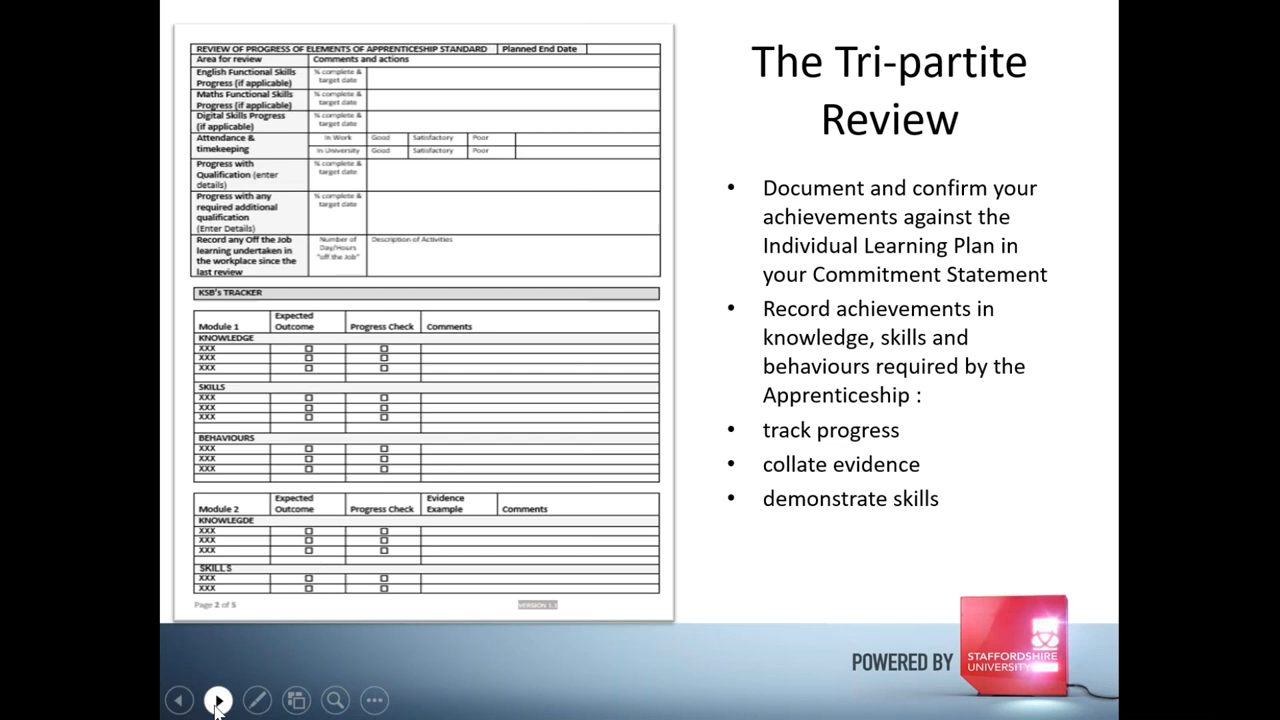 REVIEW OF PROGRESS OF ELEMENTS OF APPRENTICESHIP STANDARD Planned End Date
Area for review Comments and actions
English Functional Skills Progress (if applicable) % complete & target date
Maths Functional Skills Progress (if applicable) % complete & target date
Digital Skills Progress (if applicable) % complete & target date
Attendance & timekeeping In Work Good Satisfactory Poor
In University Good Satisfactory Poor
Progress with Qualification (enter details) % complete & target date
Progress with any required additional qualification (Enter Details) % complete & target date
Record any Off the Job learning undertaken in the workplace since the last review Number of Day/Hours "off the Job" Description of Activities
KSB's TRACKER
Module 1 Expected Outcome Progress Check Comments
KNOWLEDGE
XXX
XXX
XXX
SKILLS
XXX
XXX
XXX
BEHAVIOURS
XXX
XXX
XXX
Module 2 Expected Outcome Progress Check Evidence Example Comments
KNOWLEGDE
XXX
XXX
XXX
SKILLS
XXX
XXX
Page 2 of 5 VERSION 1.1
The Tri-partite
Review
• Document and confirm your
achievements against the
Individual Learning Plan in
your Commitment Statement
• Record achievements in
knowledge, skills and
behaviours required by the
Apprenticeship :
• track progress
• collate evidence
• demonstrate skills
POWERED BY
STAFFORDSHIRE
UNIVERSITY